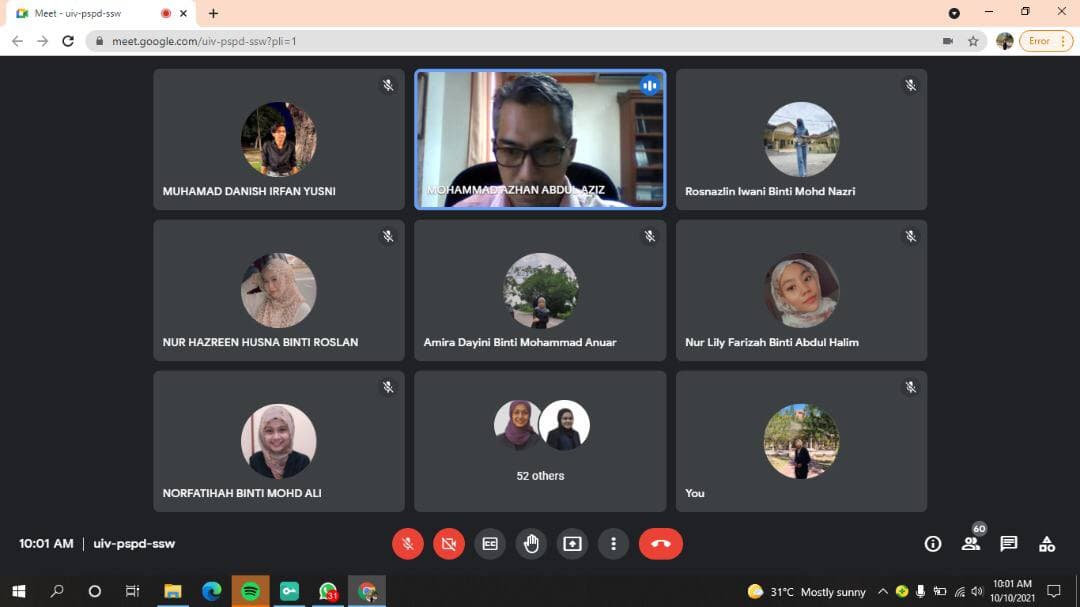 Meet - uiv-pspd-ssw
meet.google.com/uiv-pspd-ssw?pli=1
Error
MUHAMAD DANISH IRFAN YUSNI
MOHAMMAD AZHAN ABDUL AZIZ
Rosnazlin Iwani Binti Mohd Nazri
NUR HAZREEN HUSNA BINTI ROSLAN
Amira Dayini Binti Mohammad Anuar
Nur Lily Farizah Binti Abdul Halim
NORFATIHAH BINTI MOHD ALI
52 others
You
10:01 AM | uiv-pspd-ssw
CC
60
31
31°C Mostly sunny
10:01 AM
10/10/2021